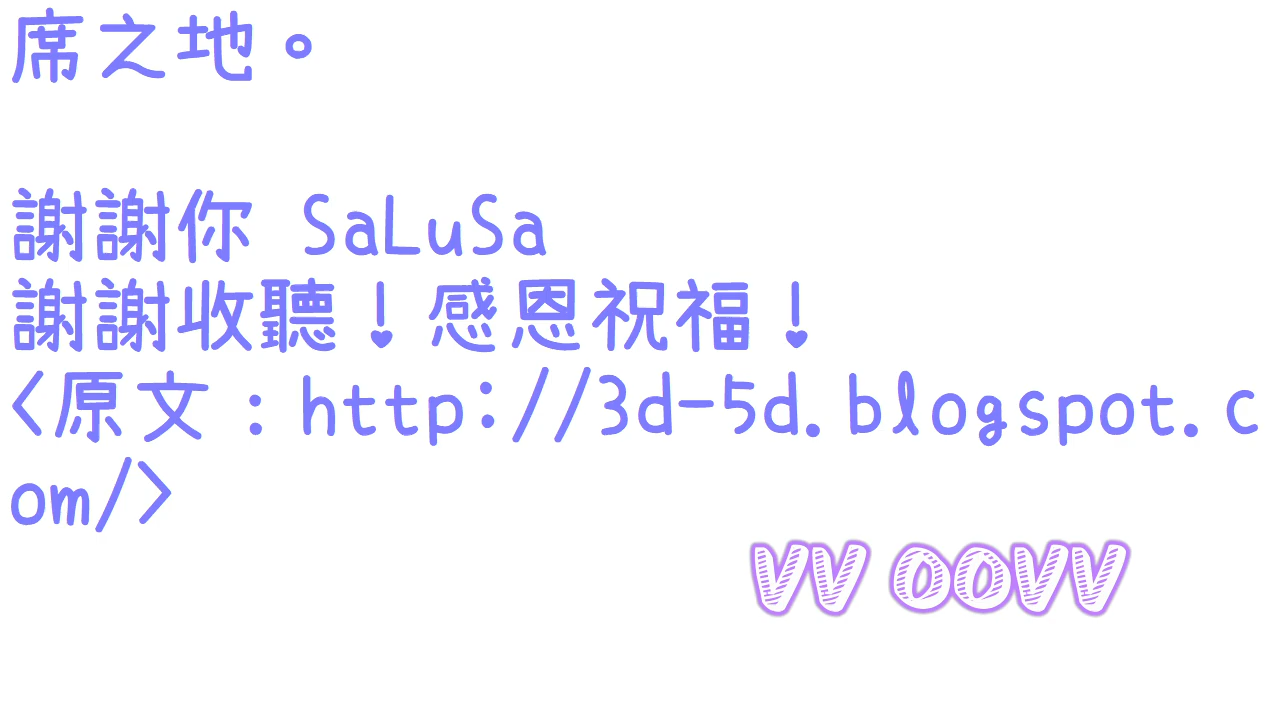 席之地。
謝謝你 SaLuSa
謝謝收聽！感恩祝福！
<原文：http://3d-5d.blogspot.c
om/>
VV OOVV